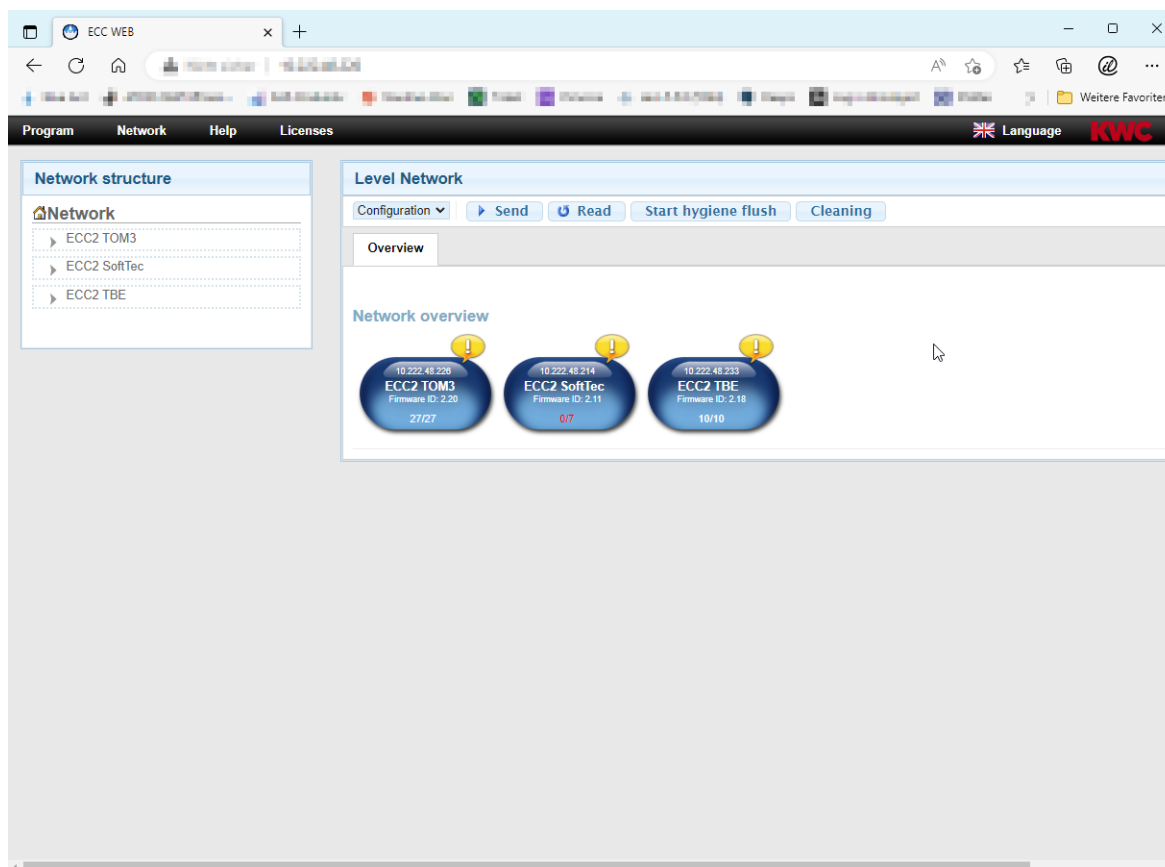 ECC WEB
Weitere Favoriten
Program Network Help Licenses Language KWC
Network structure
Network
ECC2 TOM3
ECC2 SoftTec
ECC2 TBE
Level Network
Configuration Send Read Start hygiene flush Cleaning
Overview
Network overview
10.222.48.226
ECC2 TOM3
Firmware ID: 2.20
27/27
10.222.48.214
ECC2 SoftTec
Firmware ID: 2.11
0/7
10.222.48.233
ECC2 TBE
Firmware ID: 2.18
10/10